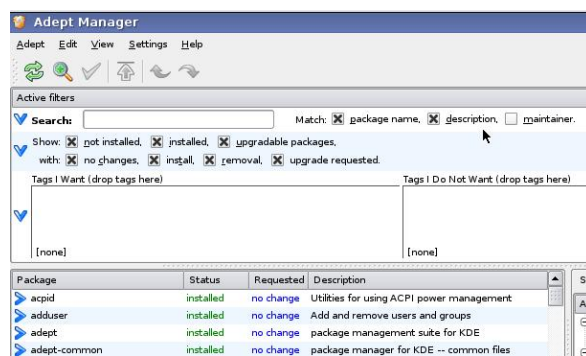 Adept Manager
Adept Edit View Settings Help
Active filters
Search: Match: package name, description, maintainer.
Show: not installed, installed, upgradable packages,
with: no changes, install, removal, upgrade requested.
Tags I Want (drop tags here) Tags I Do Not Want (drop tags here)
[none] [none]
Package Status Requested Description S
acpid installed no change Utilities for using ACPI power management A
adduser installed no change Add and remove users and groups
adept installed no change package management suite for KDE
adept-common installed no change package manager for KDE -- common files